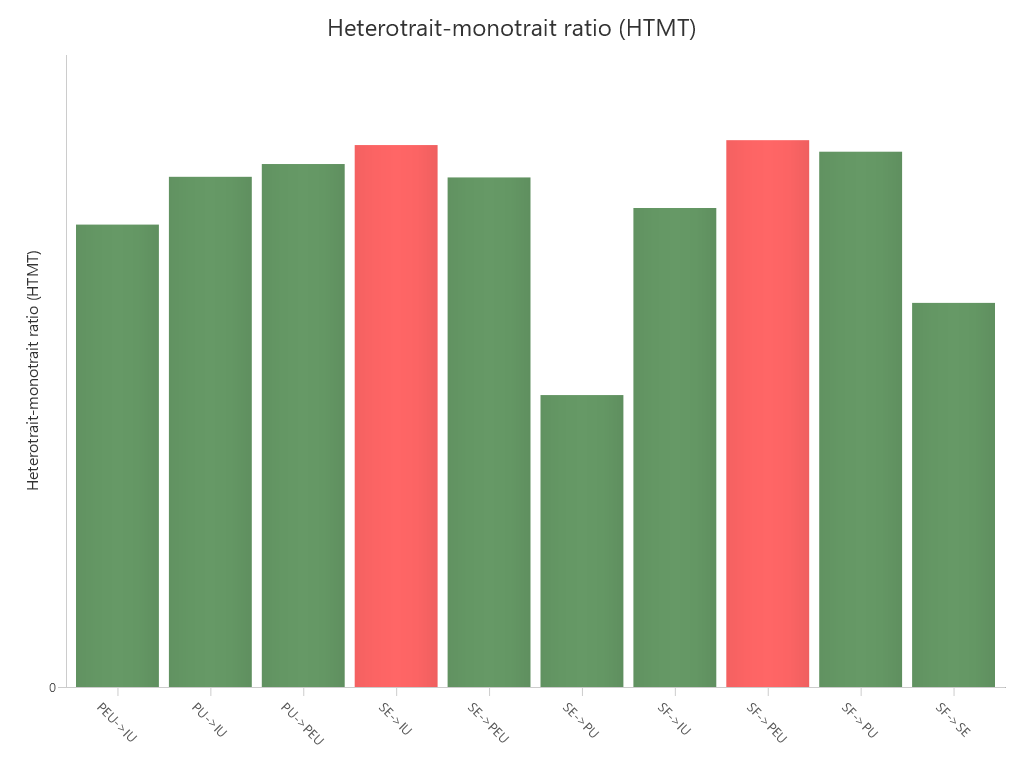 Heterotrait-monotrait ratio (HTMT)
Heterotrait-monotrait ratio (HTMT)
0
PEU->IU
PU->IU
PU->PEU
SE->IU
SE->PEU
SE->PU
SF->IU
SF->PEU
SF->PU
SF->SE